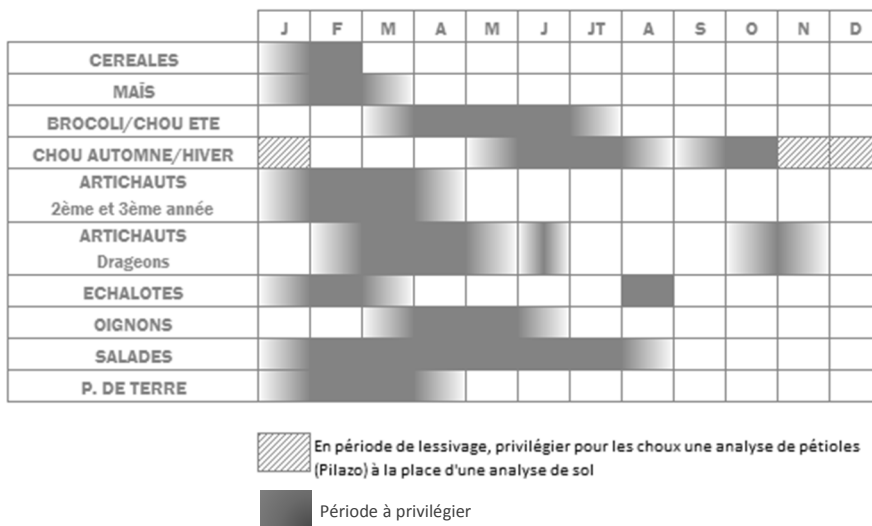 J F M A M J JT A S O N D
CEREALES
MAÏS
BROCOLI/CHOU ETE
CHOU AUTOMNE/HIVER
ARTICHAUTS
2ème et 3ème année
ARTICHAUTS
Drageons
ECHALOTES
OIGNONS
SALADES
P. DE TERRE
En période de lessivage, privilégier pour les choux une analyse de pétioles
(Pilazo) à la place d'une analyse de sol
Période à privilégier